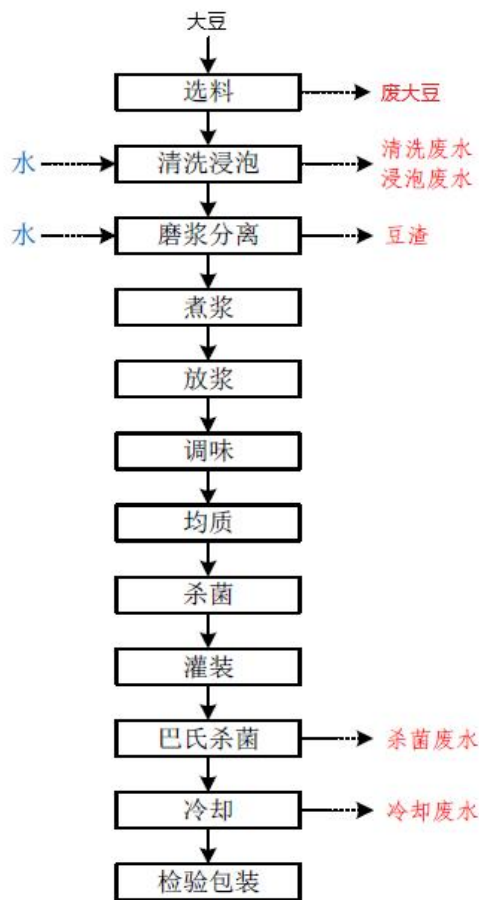 大豆
选料
废大豆
水
清洗浸泡
清洗废水
浸泡废水
水
磨浆分离
豆渣
煮浆
放浆
调味
均质
杀菌
灌装
巴氏杀菌
杀菌废水
冷却
冷却废水
检验包装